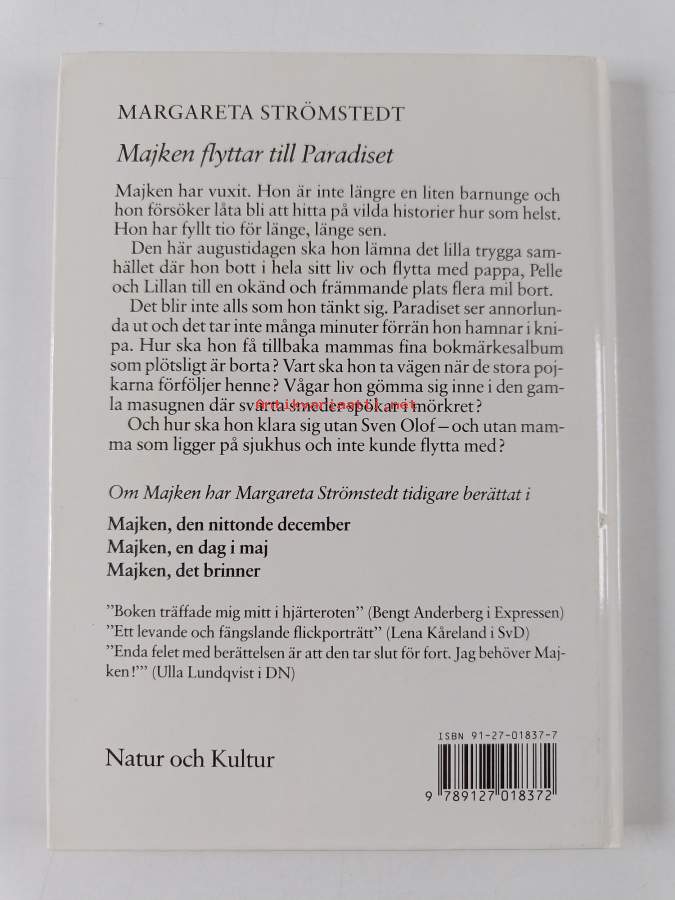 MARGARETA STRÖMSTEDT
Majken flyttar till Paradiset
Majken har vuxit. Hon är inte längre en liten barnunge och
hon försöker låta bli att hitta på vilda historier hur som helst.
Hon har fyllt tio för länge, länge sen.
Den här augustidagen ska hon lämna det lilla trygga sam-
hället där hon bott i hela sitt liv och flytta med pappa, Pelle
och Lillan till en okänd och främmande plats flera mil bort.
Det blir inte alls som hon tänkt sig. Paradiset ser annorlun-
da ut och det tar inte många minuter förrän hon hamnar i kni-
pa. Hur ska hon få tillbaka mammas fina bokmärkesalbum
som plötsligt är borta? Vart ska hon ta vägen när de stora poj-
karna förföljer henne? Vågar hon gömma sig inne i den gam-
la masugnen där svarta smeder spökar i mörkret?
Antikvariaatti.net
Och hur ska hon klara sig utan Sven Olof – och utan mam-
ma som ligger på sjukhus och inte kunde flytta med?
Om Majken har Margareta Strömstedt tidigare berättat i
Majken, den nittonde december
Majken, en dag i maj
Majken, det brinner
”Boken träffade mig mitt i hjärteroten” (Bengt Anderberg i Expressen)
”Ett levande och fängslande flickporträtt” (Lena Kåreland i SvD)
”Enda felet med berättelsen är att den tar slut för fort. Jag behöver Maj-
ken!’” (Ulla Lundqvist i DN)
Natur och Kultur
ISBN 91-27-01837-7
9 789127 018372